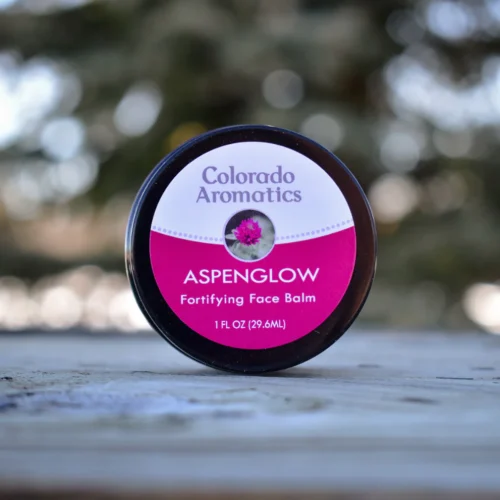 Colorado
Aromatics
ASPENGLOW
Fortifying Face Balm
1 FL OZ (29.6ML)